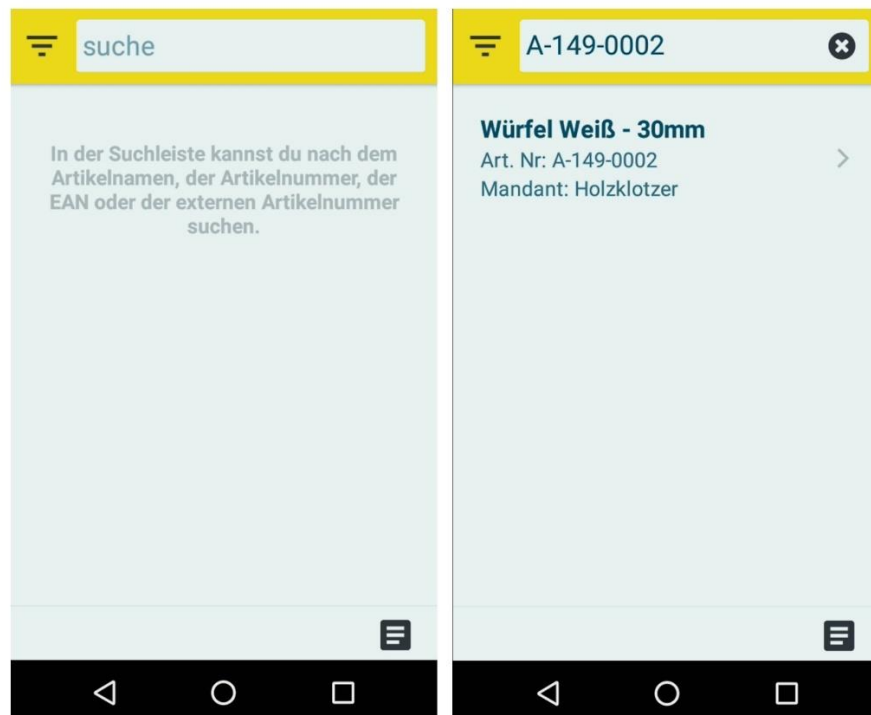 suche
In der Suchleiste kannst du nach dem
Artikelnamen, der Artikelnummer, der
EAN oder der externen Artikelnummer
suchen.
A-149-0002
Würfel Weiß - 30mm
Art. Nr: A-149-0002
Mandant: Holzklotzer